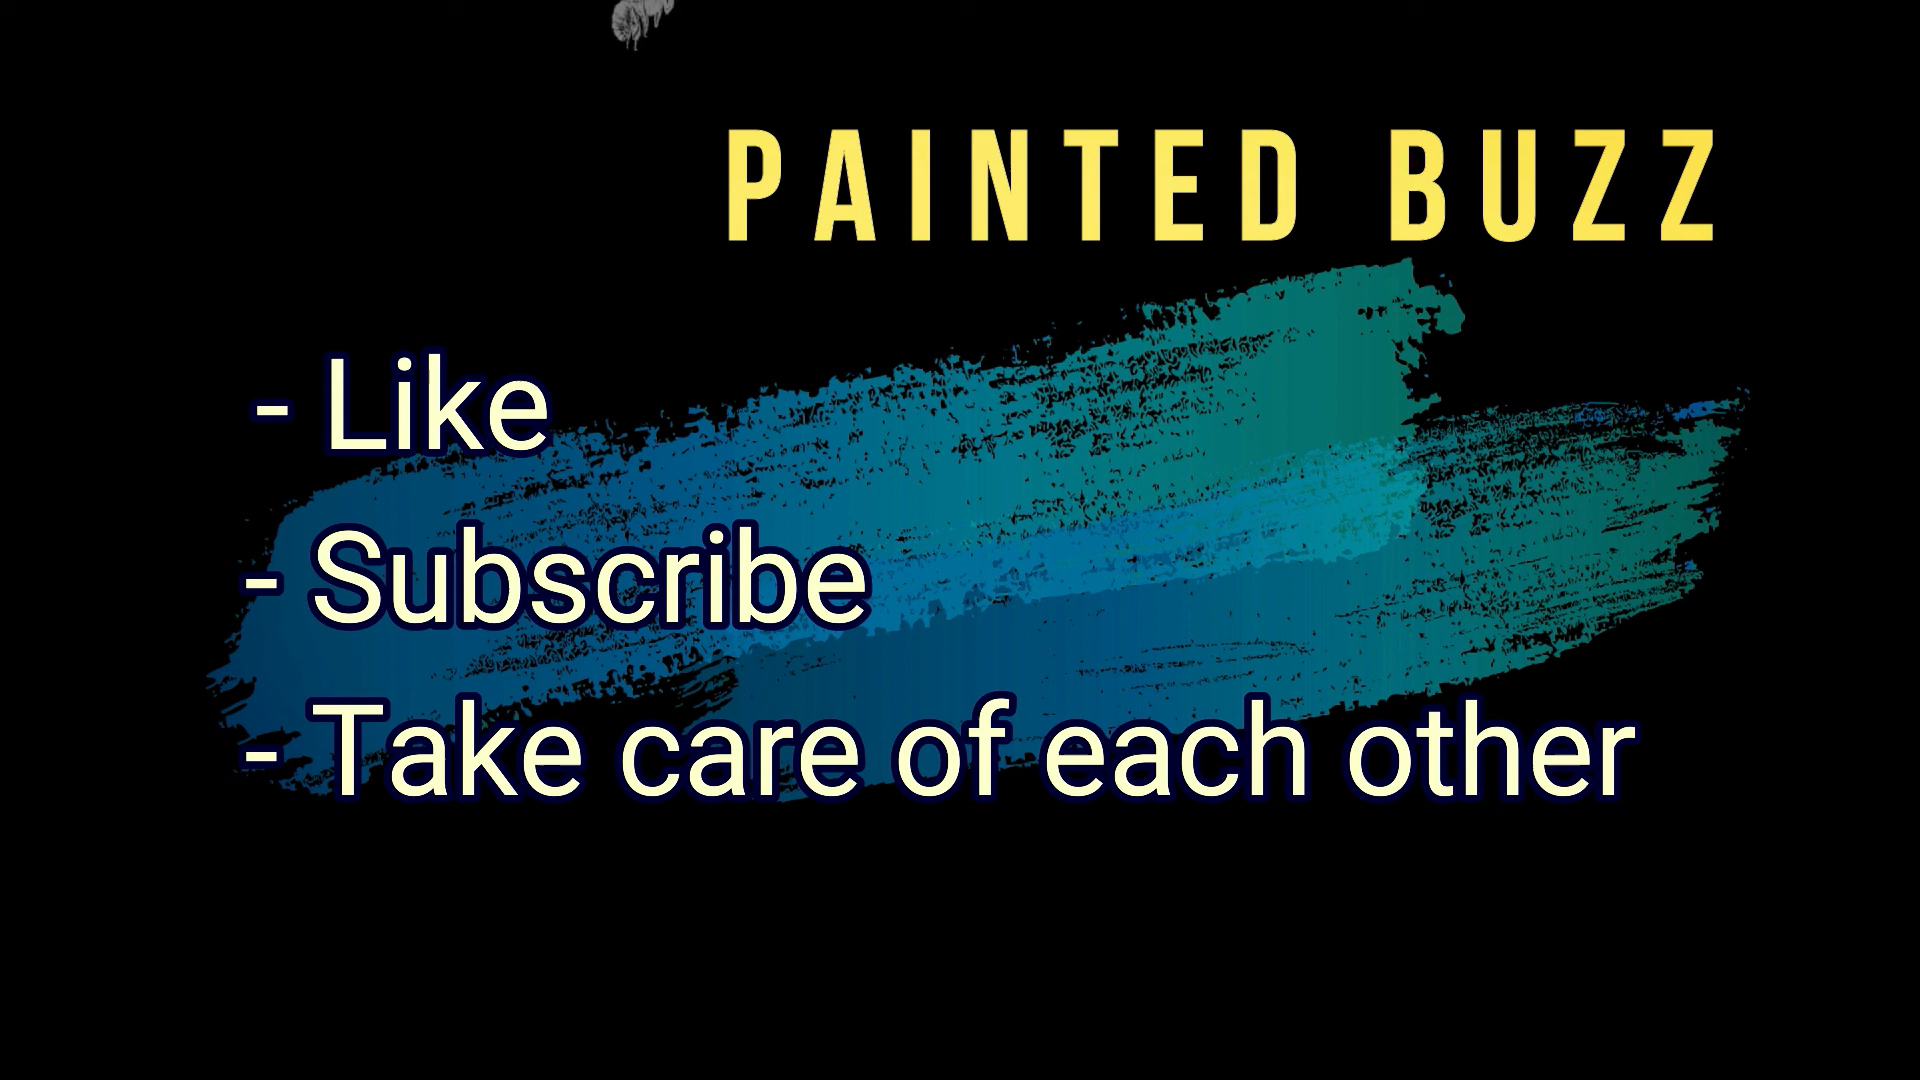 PAINTED BUZZ
- Like
- Subscribe
- Take care of each other